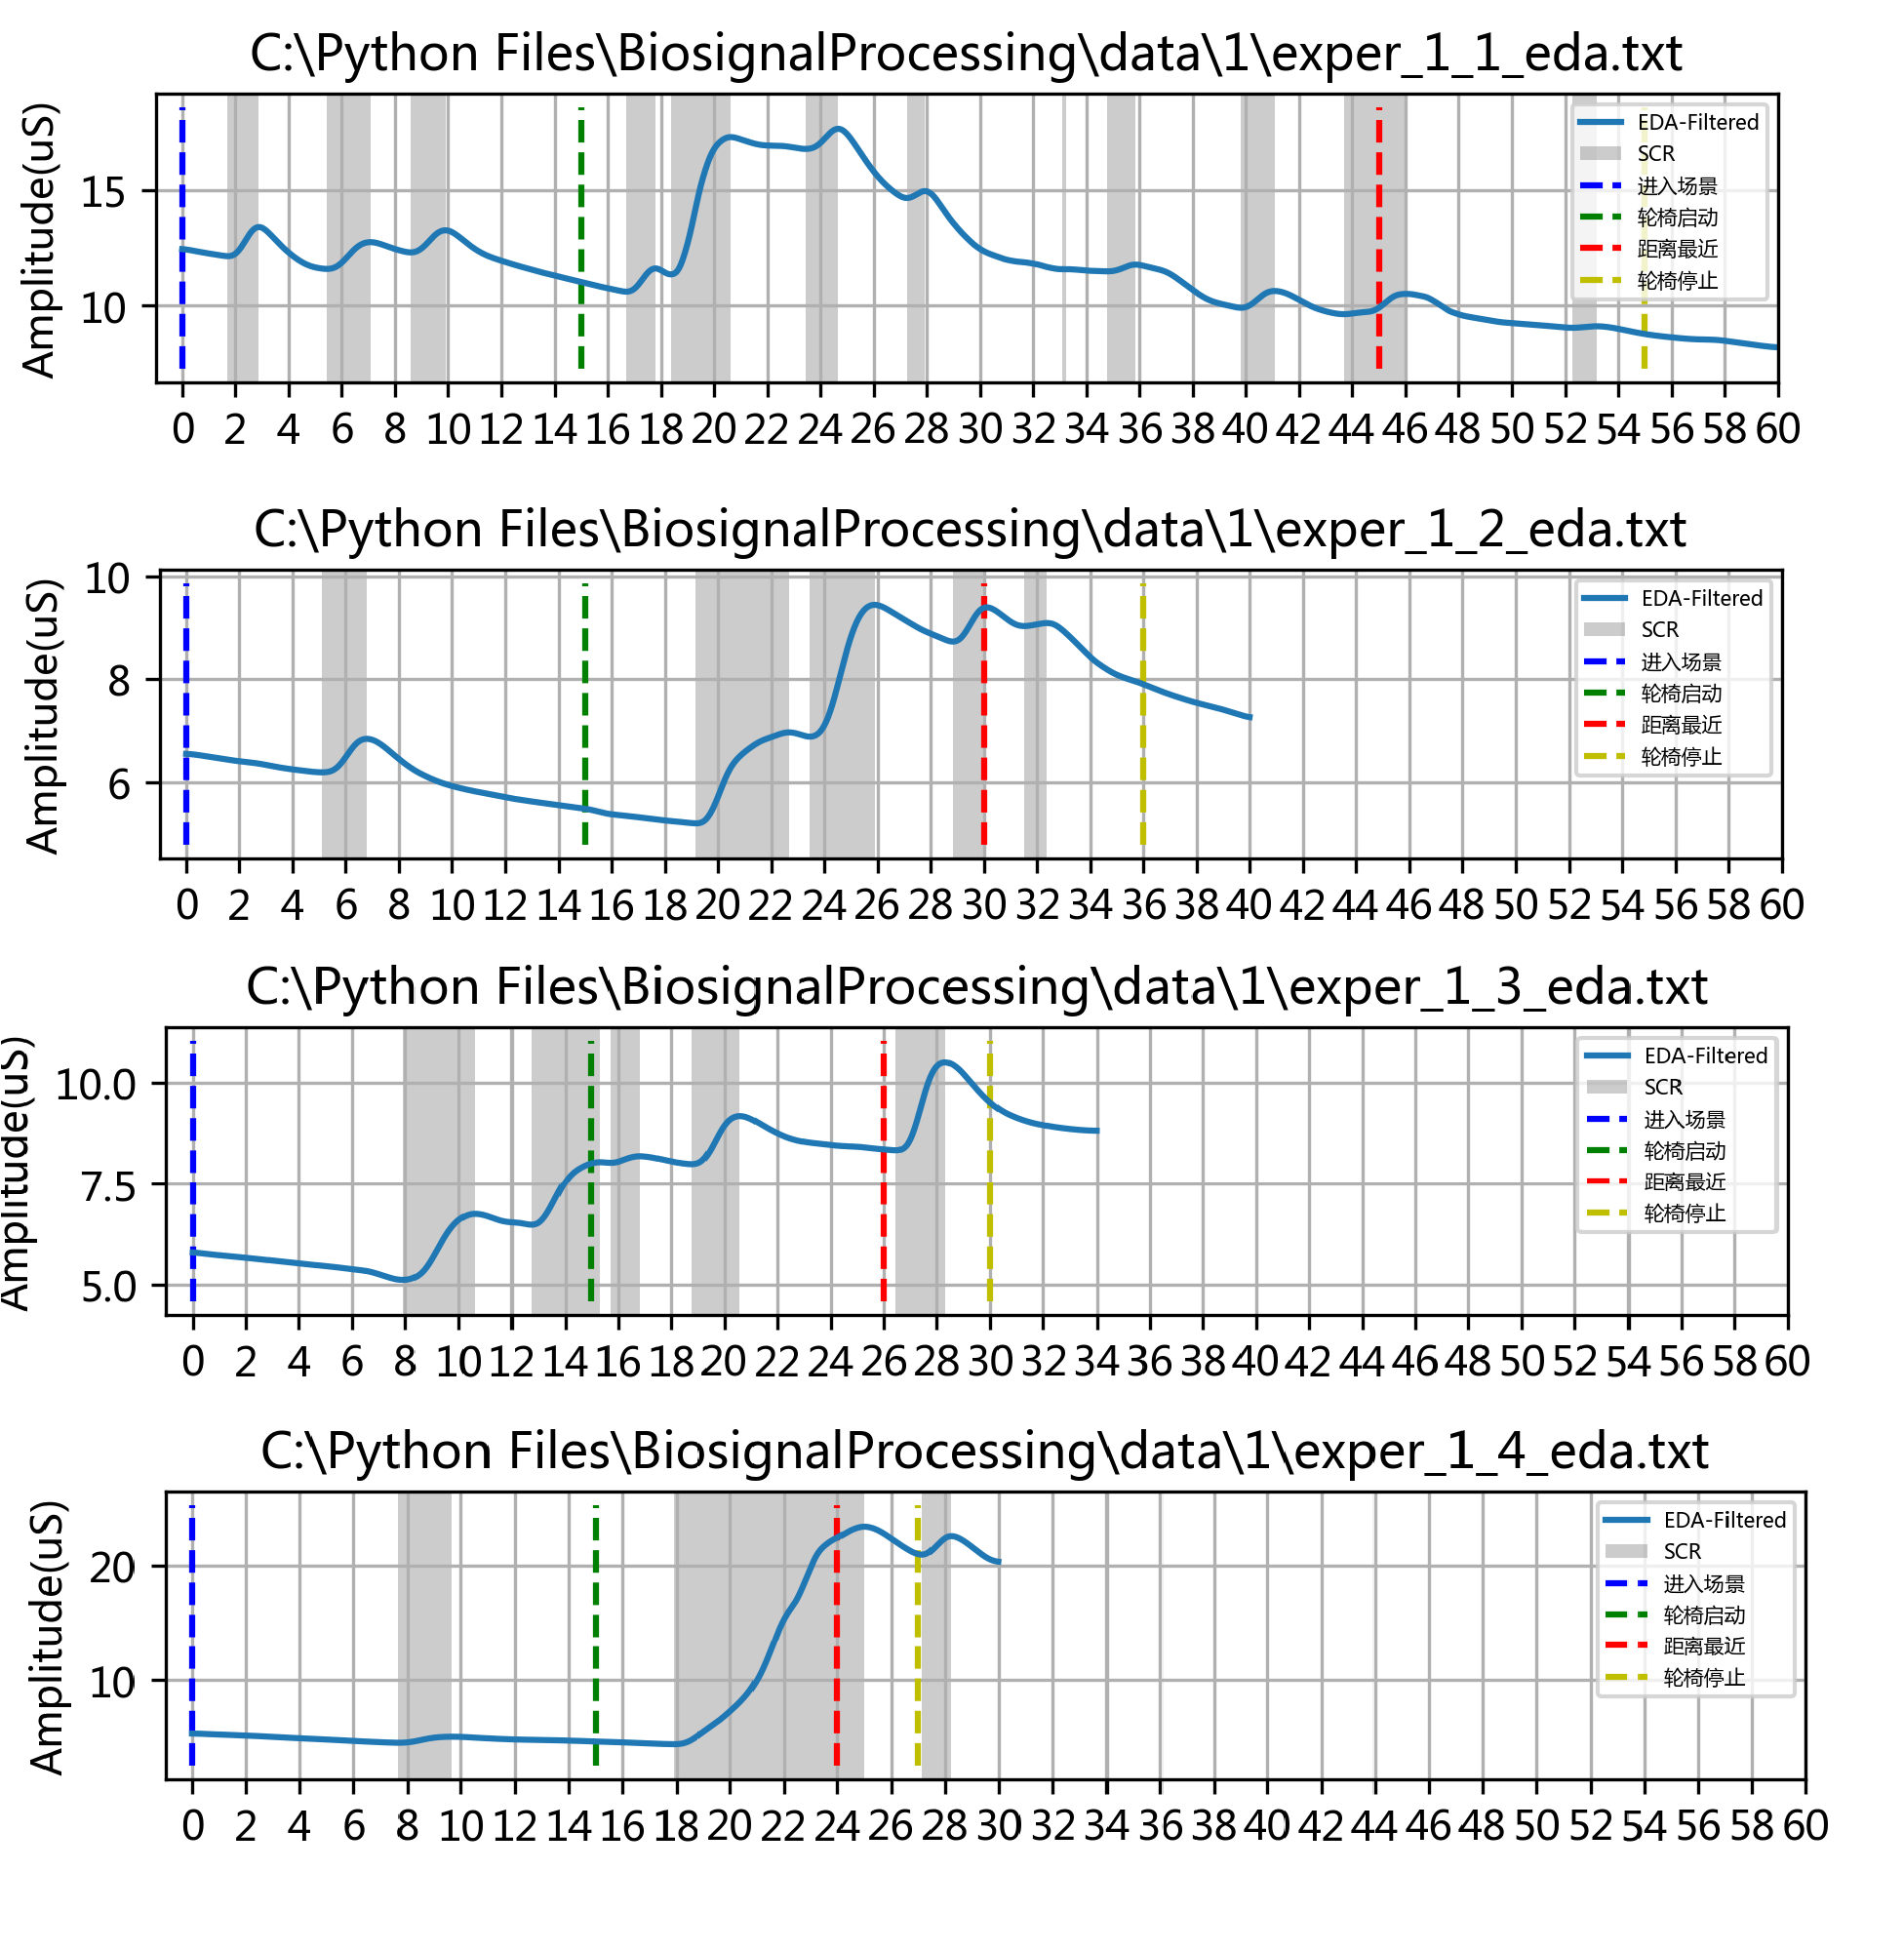 C:\Python Files\BiosignalProcessing\data\1\exper_1_1_eda.txt
Amplitude(uS)
15
10
EDA-Filtered
SCR
进入场景
轮椅启动
距离最近
轮椅停止
0 2 4 6 8 10 12 14 16 18 20 22 24 26 28 30 32 34 36 38 40 42 44 46 48 50 52 54 56 58 60
C:\Python Files\BiosignalProcessing\data\1\exper_1_2_eda.txt
Amplitude(uS)
10
8
6
EDA-Filtered
SCR
进入场景
轮椅启动
距离最近
轮椅停止
0 2 4 6 8 10 12 14 16 18 20 22 24 26 28 30 32 34 36 38 40 42 44 46 48 50 52 54 56 58 60
C:\Python Files\BiosignalProcessing\data\1\exper_1_3_eda.txt
Amplitude(uS)
10.0
7.5
5.0
EDA-Filtered
SCR
进入场景
轮椅启动
距离最近
轮椅停止
0 2 4 6 8 10 12 14 16 18 20 22 24 26 28 30 32 34 36 38 40 42 44 46 48 50 52 54 56 58 60
C:\Python Files\BiosignalProcessing\data\1\exper_1_4_eda.txt
Amplitude(uS)
20
10
EDA-Filtered
SCR
进入场景
轮椅启动
距离最近
轮椅停止
0 2 4 6 8 10 12 14 16 18 20 22 24 26 28 30 32 34 36 38 40 42 44 46 48 50 52 54 56 58 60